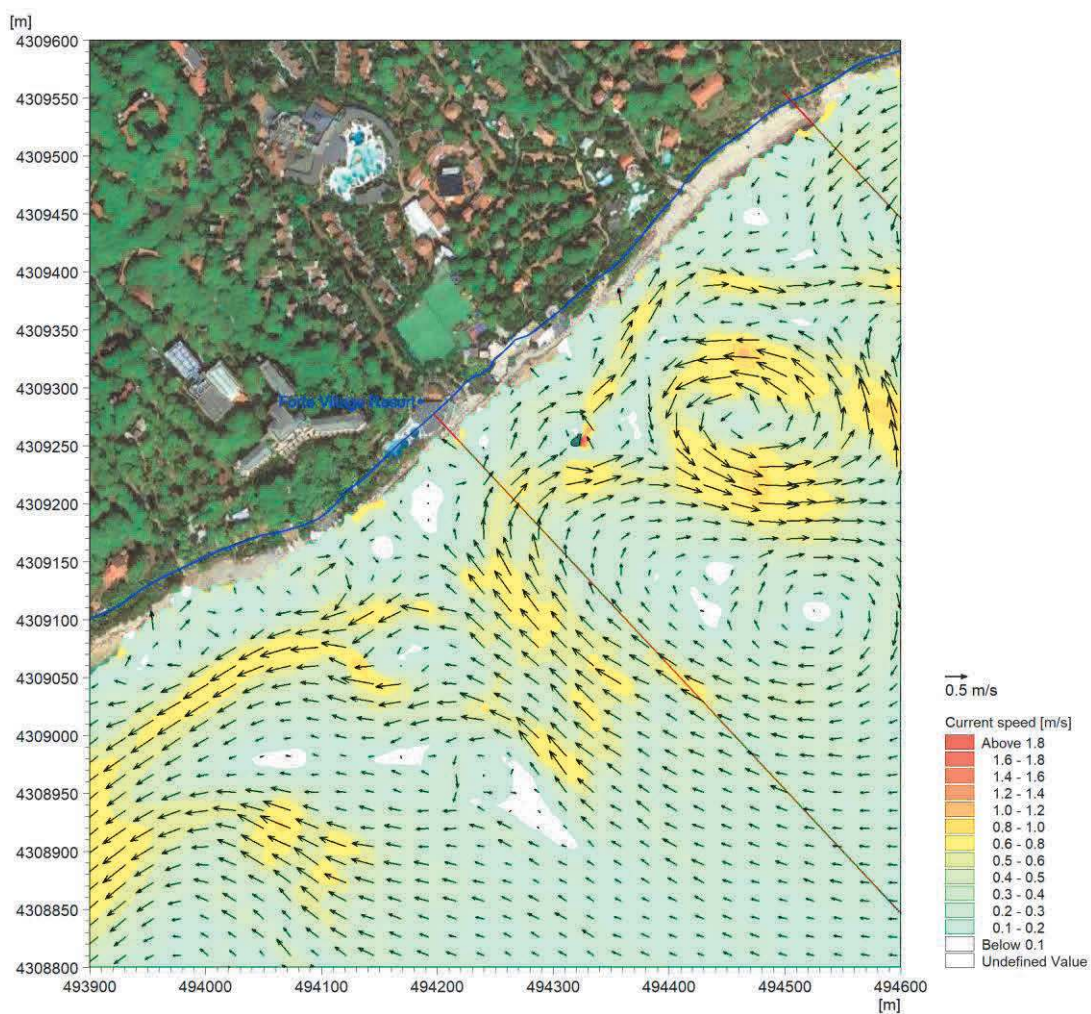 [m]
4309600
4309550
4309500
4309450
4309400
4309350
4309300
4309250
4309200
4309150
4309100
4309050
4309000
4308950
4308900
4308850
4308800
Forte Village Resort
493900 494000 494100 494200 494300 494400 494500 494600
[m]
0.5 m/s
Current speed [m/s]
Above 1.8
1.6 - 1.8
1.4 - 1.6
1.2 - 1.4
1.0 - 1.2
0.8 - 1.0
0.6 - 0.8
0.5 - 0.6
0.4 - 0.5
0.3 - 0.4
0.2 - 0.3
0.1 - 0.2
Below 0.1
Undefined Value